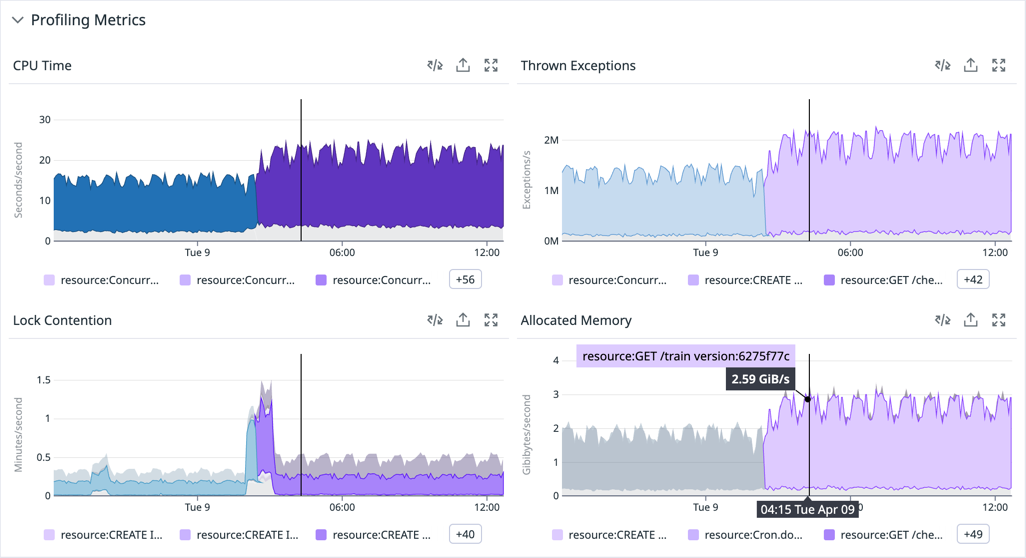 Profiling Metrics
CPU Time
Seconds/second
30
20
10
0
Tue 9
06:00
12:00
resource:Concurr...
resource:Concurr...
resource:Concurr...
+56
Thrown Exceptions
Exceptions/s
2M
1M
0M
Tue 9
06:00
12:00
resource:Concurr...
resource:CREATE ...
resource:GET /che...
+42
Lock Contention
Minutes/second
1.5
1
0.5
0
Tue 9
06:00
12:00
resource:CREATE I...
resource:CREATE I...
resource:CREATE ...
+40
Allocated Memory
Gibibytes/second
4
3
2
1
0
resource:GET /train version:6275f77c
2.59 GiB/s
Tue 9
04:15 Tue Apr 09
12:00
resource:CREATE ...
resource:Cron.do...
resource:GET /che...
+49